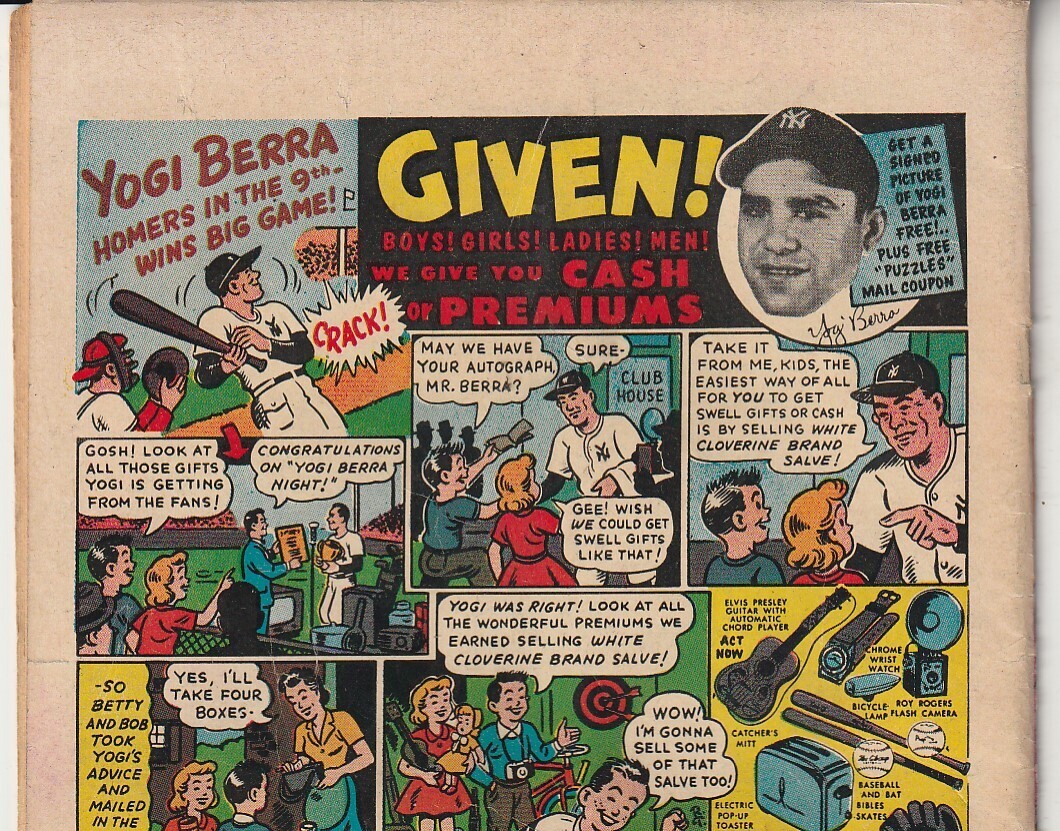 YOGI BERRA
HOMERS IN THE 9th-
WINS BIG GAME!
CRACK!
GIVEN!
BOYS! GIRLS! LADIES! MEN!
WE GIVE YOU CASH
or PREMIUMS
GET A
SIGNED
PICTURE
OF YOGI
BERRA
FREE!...
PLUS FREE
"PUZZLES"
MAIL COUPON
Yogi Berra
GOSH! LOOK AT
ALL THOSE GIFTS
YOGI IS GETTING
FROM THE FANS!
CONGRATULATIONS
ON "YOGI BERRA
NIGHT!"
MAY WE HAVE
YOUR AUTOGRAPH,
MR. BERRA?
SURE-
CLUB
HOUSE
GEE! WISH
WE COULD GET
SWELL GIFTS
LIKE THAT!
TAKE IT
FROM ME, KIDS, THE
EASIEST WAY OF ALL
FOR YOU TO GET
SWELL GIFTS OR CASH
IS BY SELLING WHITE
CLOVERINE BRAND
SALVE!
-SO
BETTY
AND BOB
TOOK
YOGI'S
ADVICE
AND
MAILED
IN THE
YES, I'LL
TAKE FOUR
BOXES-
YOGI WAS RIGHT! LOOK AT ALL
THE WONDERFUL PREMIUMS WE
EARNED SELLING WHITE
CLOVERINE BRAND SALVE!
WOW!
I'M GONNA
SELL SOME
OF THAT
SALVE TOO!
ELVIS PRESLEY
GUITAR WITH
AUTOMATIC
CHORD PLAYER
ACT
NOW
CHROME
WRIST
WATCH
BICYCLE
LAMP
ROY ROGERS
FLASH CAMERA
CATCHER'S
MITT
BASEBALL
AND BAT
BIBLES
SKATES
ELECTRIC
POP-UP
TOASTER